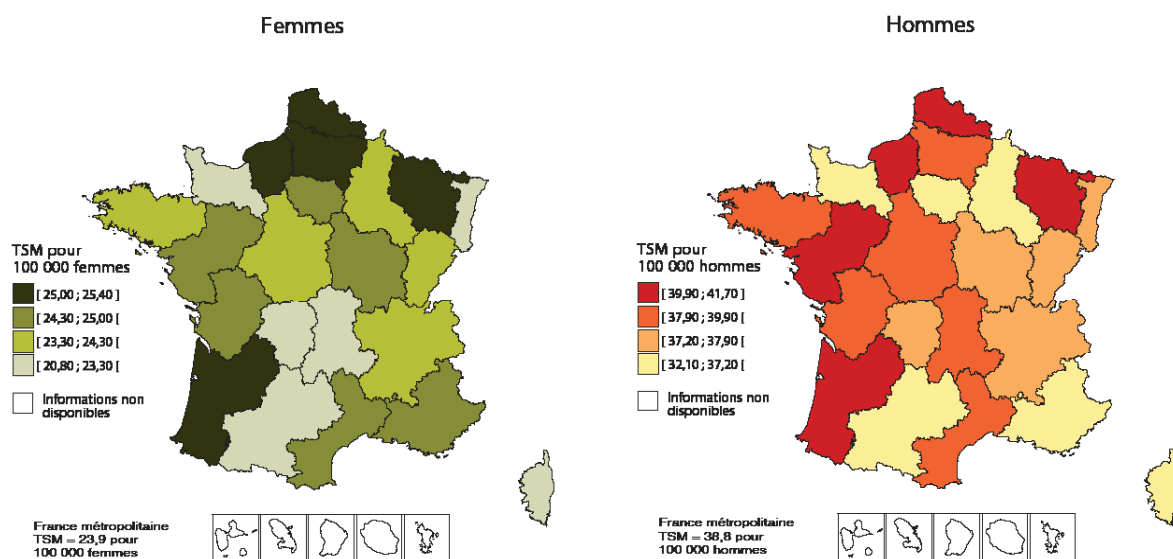 Femmes
TSM pour
100 000 femmes
[ 25,00 ; 25,40 ]
[ 24,30 ; 25,00 [
[ 23,30 ; 24,30 [
[ 20,80 ; 23,30 [
Informations non
disponibles
France métropolitaine
TSM = 23,9 pour
100 000 femmes
Hommes
TSM pour
100 000 hommes
[ 39,90 ; 41,70 ]
[ 37,90 ; 39,90 [
[ 37,20 ; 37,90 [
[ 32,10 ; 37,20 [
Informations non
disponibles
France métropolitaine
TSM = 38,8 pour
100 000 hommes